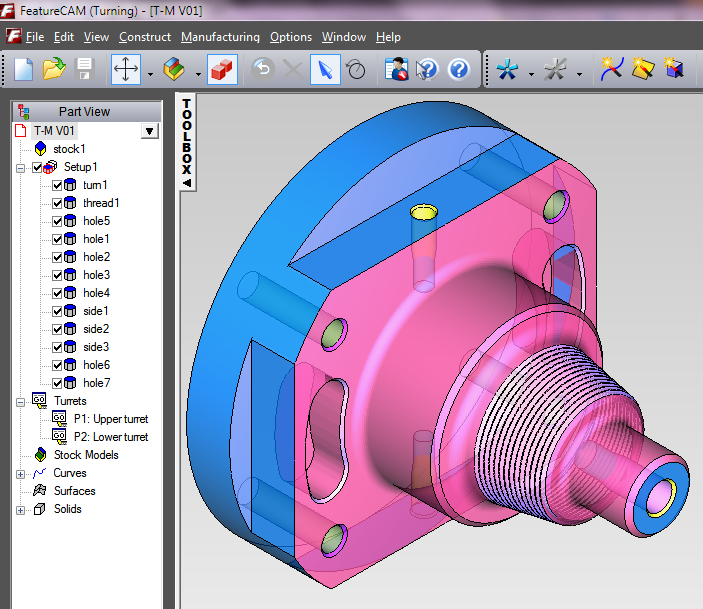 FeatureCAM (Turning) - [T-M V01]
File Edit View Construct Manufacturing Options Window Help
Part View
T-M V01
stock1
Setup1
turn1
thread1
hole5
hole1
hole2
hole3
hole4
side1
side2
side3
hole6
hole7
Turrets
GO P1: Upper turret
GO P2: Lower turret
Stock Models
Curves
Surfaces
Solids
TOOLBOX